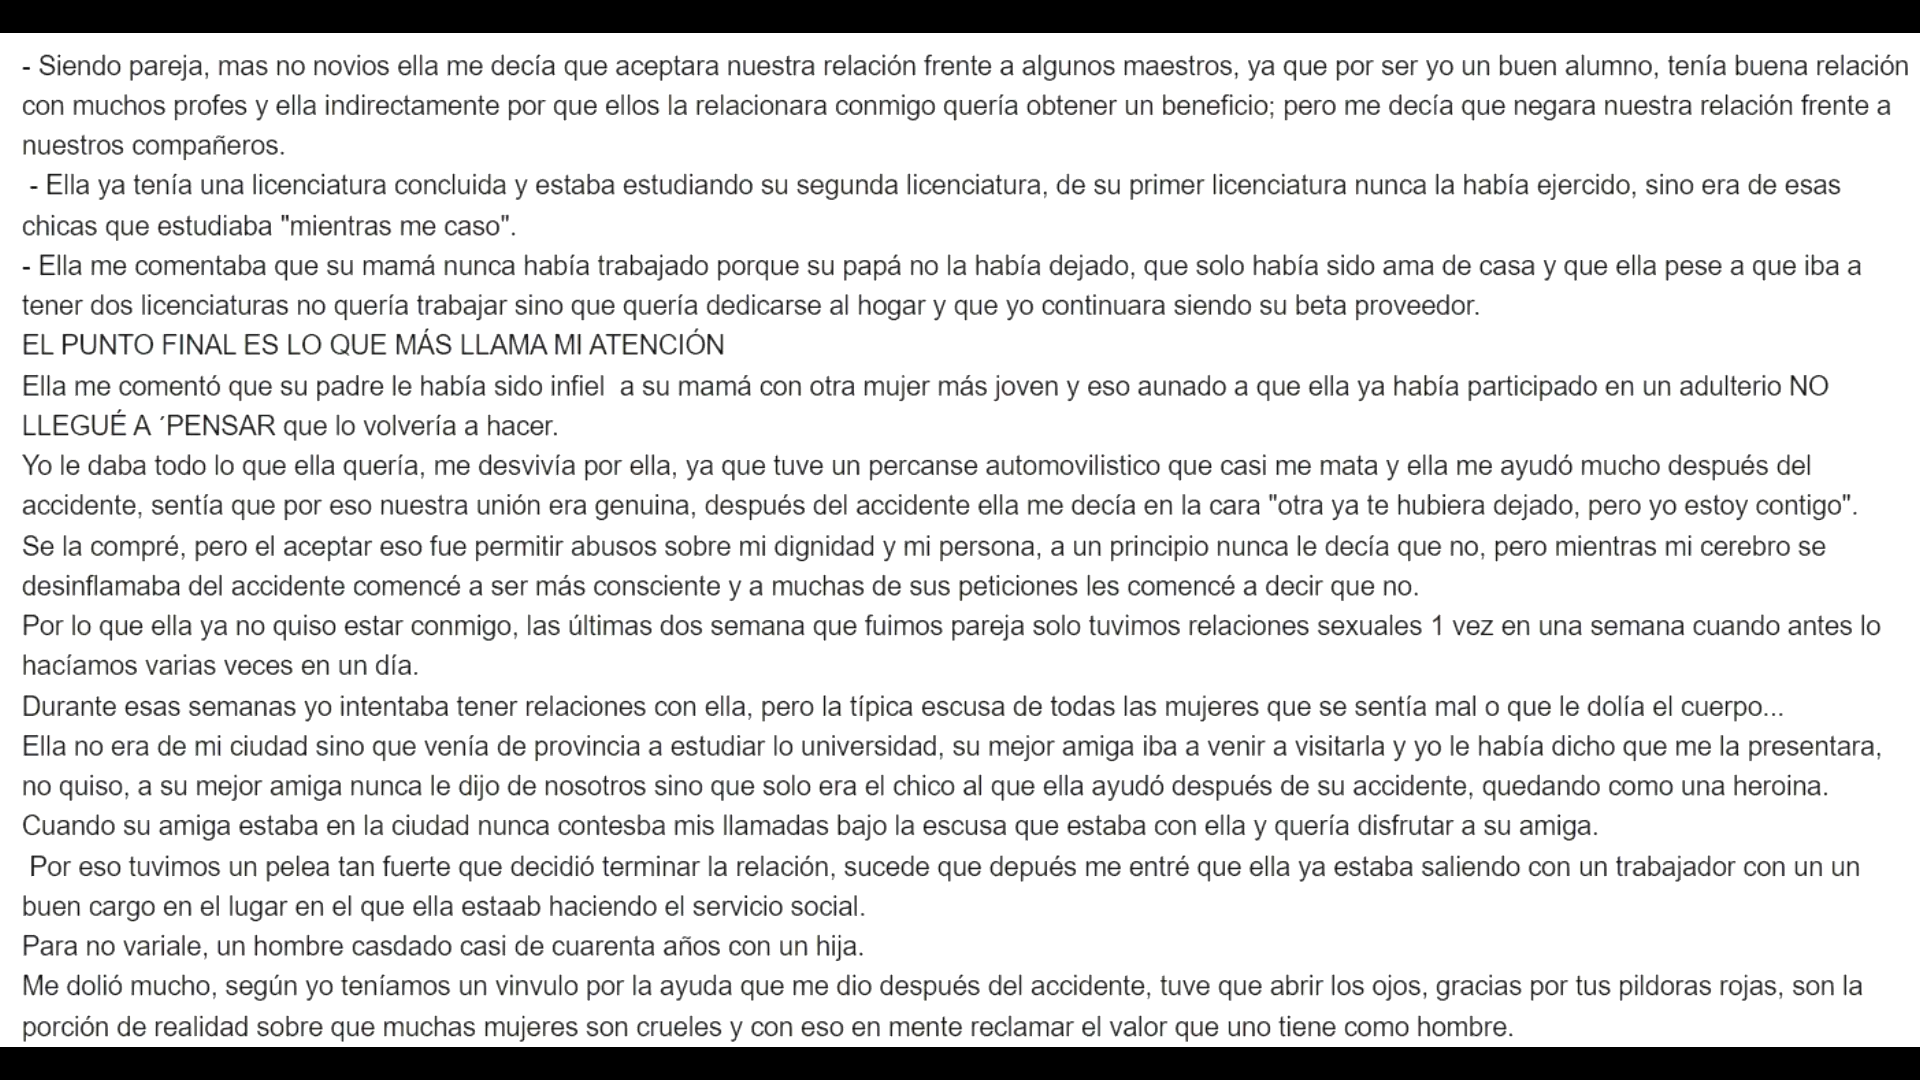 - Siendo pareja, mas no novios ella me decía que aceptara nuestra relación frente a algunos maestros, ya que por ser yo un buen alumno, tenía buena relación
con muchos profes y ella indirectamente por que ellos la relacionara conmigo quería obtener un beneficio; pero me decía que negara nuestra relación frente a
nuestros compañeros.
- Ella ya tenía una licenciatura concluida y estaba estudiando su segunda licenciatura, de su primer licenciatura nunca la había ejercido, sino era de esas
chicas que estudiaba "mientras me caso".
- Ella me comentaba que su mamá nunca había trabajado porque su papá no la había dejado, que solo había sido ama de casa y que ella pese a que iba a
tener dos licenciaturas no quería trabajar sino que quería dedicarse al hogar y que yo continuara siendo su beta proveedor.
EL PUNTO FINAL ES LO QUE MÁS LLAMA MI ATENCIÓN
Ella me comentó que su padre le había sido infiel  a su mamá con otra mujer más joven y eso aunado a que ella ya había participado en un adulterio NO
LLEGUÉ A ´PENSAR que lo volvería a hacer.
Yo le daba todo lo que ella quería, me desvivía por ella, ya que tuve un percanse automovilistico que casi me mata y ella me ayudó mucho después del
accidente, sentía que por eso nuestra unión era genuina, después del accidente ella me decía en la cara "otra ya te hubiera dejado, pero yo estoy contigo".
Se la compré, pero el aceptar eso fue permitir abusos sobre mi dignidad y mi persona, a un principio nunca le decía que no, pero mientras mi cerebro se
desinflamaba del accidente comencé a ser más consciente y a muchas de sus peticiones les comencé a decir que no.
Por lo que ella ya no quiso estar conmigo, las últimas dos semana que fuimos pareja solo tuvimos relaciones sexuales 1 vez en una semana cuando antes lo
hacíamos varias veces en un día.
Durante esas semanas yo intentaba tener relaciones con ella, pero la típica escusa de todas las mujeres que se sentía mal o que le dolía el cuerpo...
Ella no era de mi ciudad sino que venía de provincia a estudiar lo universidad, su mejor amiga iba a venir a visitarla y yo le había dicho que me la presentara,
no quiso, a su mejor amiga nunca le dijo de nosotros sino que solo era el chico al que ella ayudó después de su accidente, quedando como una heroina.
Cuando su amiga estaba en la ciudad nunca contesba mis llamadas bajo la escusa que estaba con ella y quería disfrutar a su amiga.
Por eso tuvimos un pelea tan fuerte que decidió terminar la relación, sucede que depués me entré que ella ya estaba saliendo con un trabajador con un un
buen cargo en el lugar en el que ella estaab haciendo el servicio social.
Para no variale, un hombre casdado casi de cuarenta años con un hija.
Me dolió mucho, según yo teníamos un vinvulo por la ayuda que me dio después del accidente, tuve que abrir los ojos, gracias por tus pildoras rojas, son la
porción de realidad sobre que muchas mujeres son crueles y con eso en mente reclamar el valor que uno tiene como hombre.